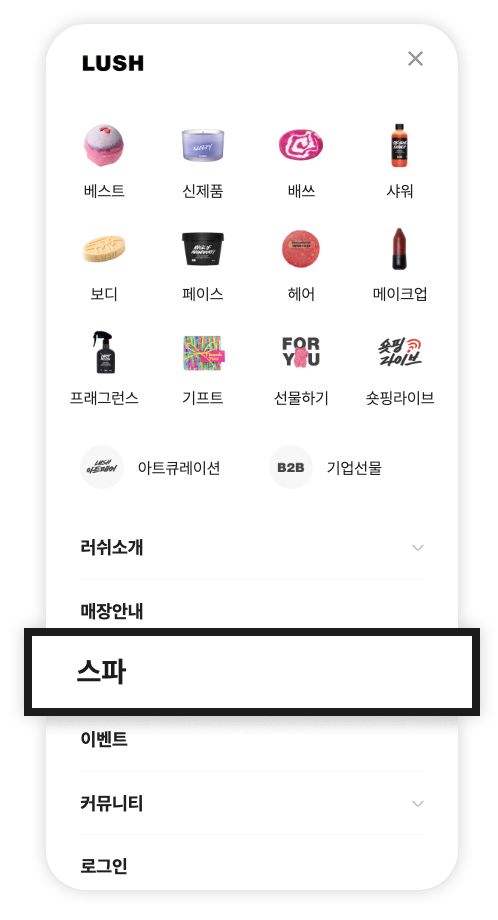 LUSH
베스트 신제품 배쓰 샤워
보디 페이스 헤어 메이크업
FOR
YOU
숏핑
라이브
프래그런스 기프트 선물하기 숏핑라이브
LUSH
아트페어
아트큐레이션
B2B
기업선물
러쉬소개
매장안내
스파
이벤트
커뮤니티
로그인